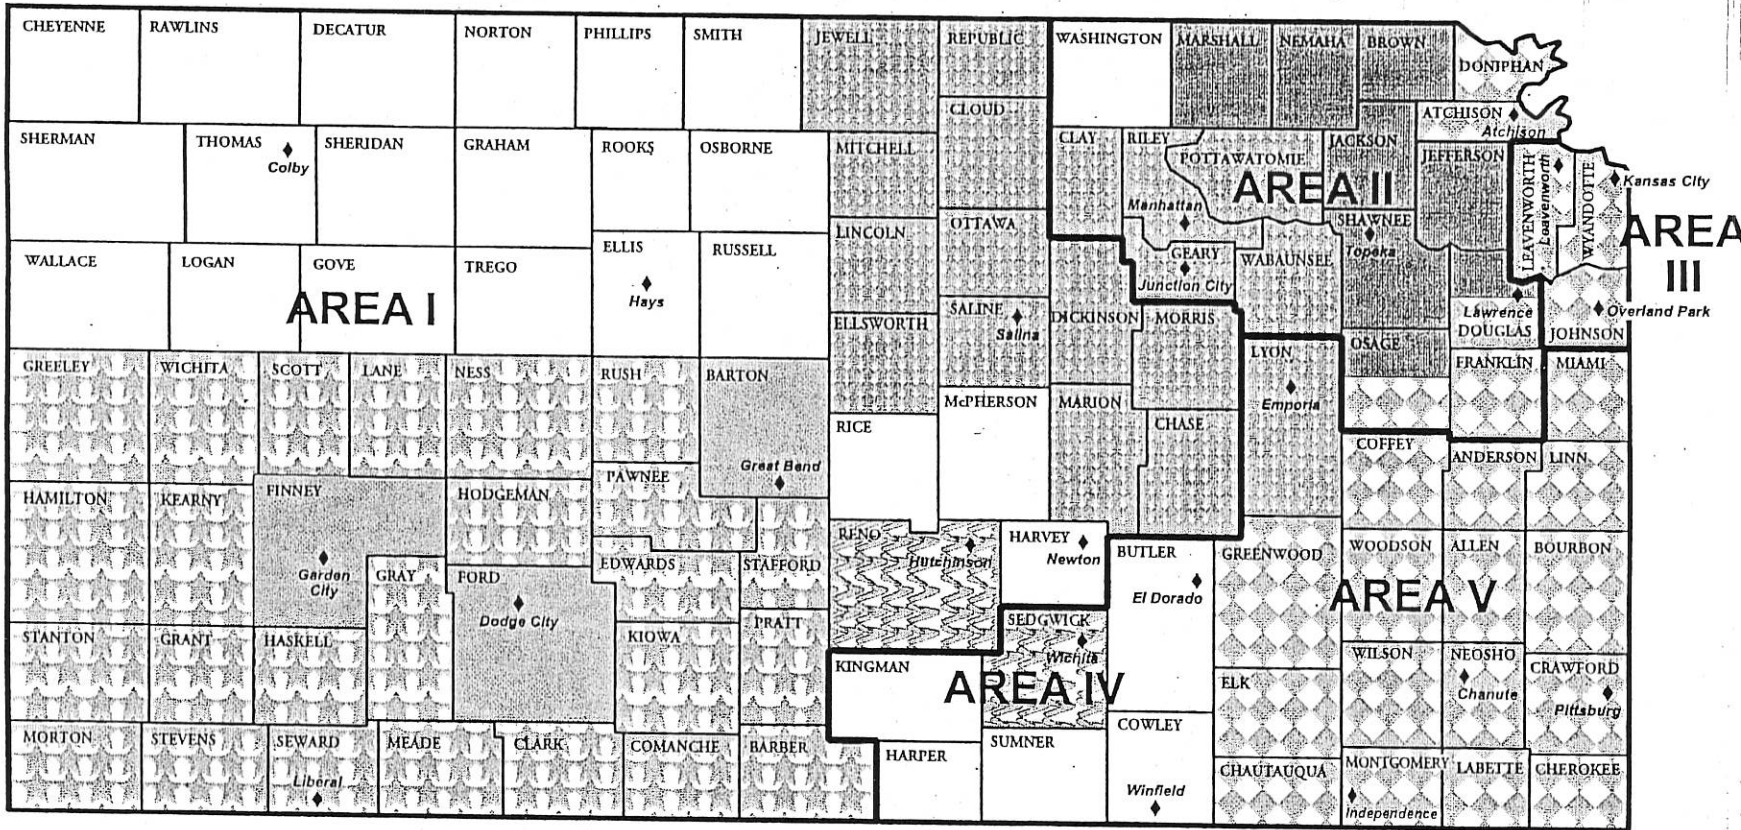 CHEYENNE
RAWLINS
DECATUR
NORTON
PHILLIPS
SMITH
JEWELL
REPUBLIC
WASHINGTON
MARSHALL
NEMAHA
BROWN
DONIPHAN
SHERMAN
THOMAS
Colby
SHERIDAN
GRAHAM
ROOKS
OSBORNE
MITCHELL
CLOUD
CLAY
RILEY
Manhattan
POTTAWATOMIE
JACKSON
ATCHISON
Atchison
JEFFERSON
LEAVENWORTH
Leavenworth
WYANDOTTE
Kansas City
AREA II
AREA
III
WALLACE
LOGAN
GOVE
TREGO
ELLIS
Hays
RUSSELL
LINCOLN
OTTAWA
GEARY
Junction City
WABAUNSEE
SHAWNEE
Topeka
Lawrence
DOUGLAS
JOHNSON
Overland Park
AREA I
ELLSWORTH
SALINE
Salina
DICKINSON
MORRIS
LYON
Emporia
OSAGE
FRANKLIN
MIAMI
GREELEY
WICHITA
SCOTT
LANE
NESS
RUSH
BARTON
Great Bend
RICE
McPHERSON
MARION
CHASE
COFFEY
ANDERSON
LINN
HAMILTON
KEARNY
FINNEY
Garden
City
HODGEMAN
PAWNEE
EDWARDS
STAFFORD
RENO
Hutchinson
HARVEY
Newton
BUTLER
El Dorado
GREENWOOD
WOODSON
ALLEN
BOURBON
AREA V
GRAY
FORD
Dodge City
STANTON
GRANT
HASKELL
KIOWA
PRATT
KINGMAN
SEDGWICK
Wichita
AREA IV
ELK
WILSON
NEOSHO
Chanute
CRAWFORD
Pittsburg
MORTON
STEVENS
SEWARD
Liberal
MEADE
CLARK
COMANCHE
BARBER
HARPER
SUMNER
COWLEY
Winfield
CHAUTAUQUA
MONTGOMERY
Independence
LABETTE
CHEROKEE